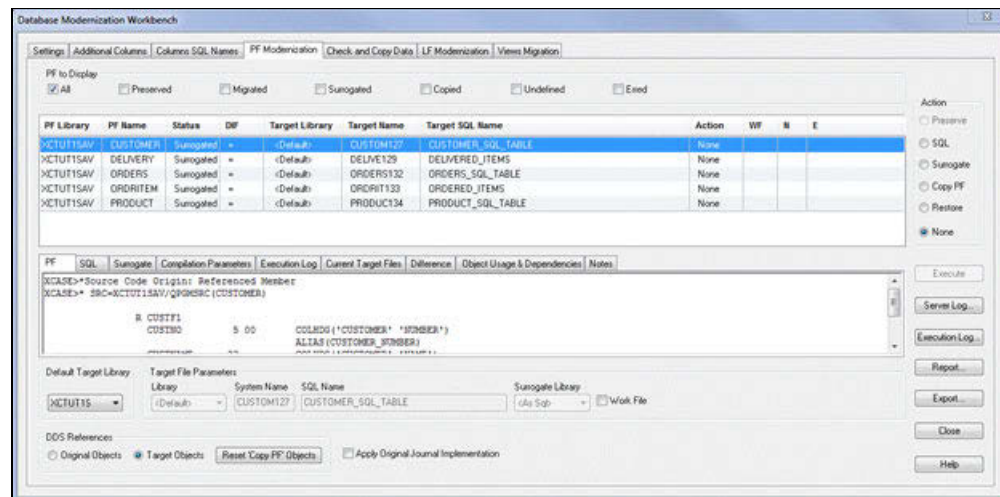 Database Modernization Workbench
Settings Additional Columns Columns SQL Names PF Modernization Check and Copy Data LF Modernization Views Migration
PF to Display
All Preserved Migrated Surrogated Copied Undefined Erred
Action
Preserve
SQL
Surrogate
Copy PF
Restore
None
PF Library PF Name Status DIF Target Library Target Name Target SQL Name Action WF N E
XCTUT1SAV CUSTOMER Surrogated = <Default> CUSTOM127 CUSTOMER_SQL_TABLE None
XCTUT1SAV DELIVERY Surrogated = <Default> DELIVE129 DELIVERED_ITEMS None
XCTUT1SAV ORDERS Surrogated = <Default> ORDERS132 ORDERS_SQL_TABLE None
XCTUT1SAV ORDRITEM Surrogated = <Default> ORDRIT133 ORDERED_ITEMS None
XCTUT1SAV PRODUCT Surrogated = <Default> PRODUC134 PRODUCT_SQL_TABLE None
PF SQL Surrogate Compilation Parameters Execution Log Current Target Files Difference Object Usage & Dependencies Notes
XCASE>*Source Code Origin: Referenced Member
XCASE>* SRC=XCTUT1SAV/QPGMSRC(CUSTOMER)
R CUSTF1
CUSTNO 5 00 COLHDG('CUSTOMER' 'NUMBER')
ALIAS(CUSTOMER_NUMBER)
Execute
Server Log...
Execution Log...
Report...
Export...
Close
Help
Default Target Library Target File Parameters
Library System Name SQL Name Surrogate Library
XCTUT1S <Default> CUSTOM127 CUSTOMER_SQL_TABLE <As Sql> Work File
DDS References
Original Objects Target Objects Reset 'Copy PF' Objects Apply Original Journal Implementation